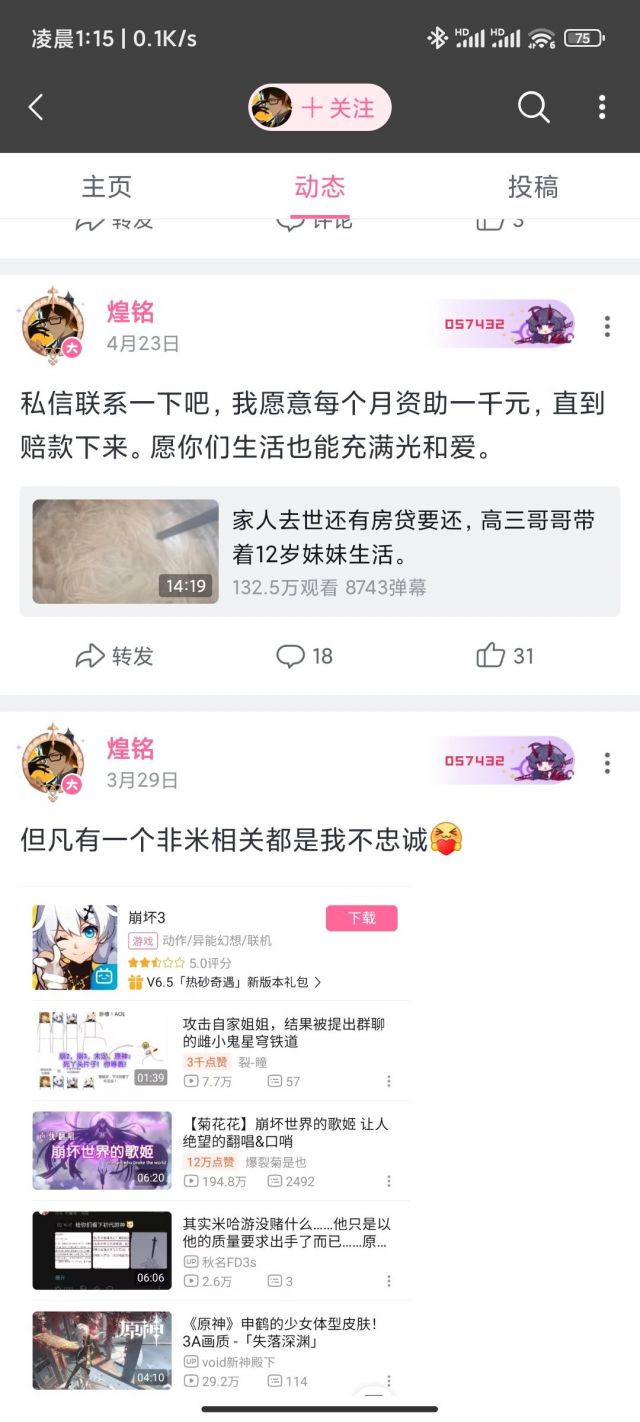 凌晨1:15 | 0.1K/s
HD HD 6 75
十关注
主页 动态 投稿
转发 评论 3
煌铭
057432
大
4月23日
私信联系一下吧，我愿意每个月资助一千元，直到
赔款下来。愿你们生活也能充满光和爱。
家人去世还有房贷要还，高三哥哥带
着12岁妹妹生活。
14:19
132.5万观看 8743弹幕
转发 18 31
煌铭
057432
大
3月29日
但凡有一个非米相关都是我不忠诚
崩坏3
下载
游戏 动作/异能幻想/联机
5.0评分
V6.5「热砂奇遇」新版本礼包
攻击自家姐姐，结果被提出群聊
的雌小鬼星穹铁道
3千点赞 裂-曈
01:39
7.7万 57
【菊花花】崩坏世界的歌姬 让人
绝望的翻唱&口哨
崩坏世界的歌姬
12万点赞 爆裂菊是也
06:20
194.8万 2492
其实米哈游没赌什么……他只是以
他的质量要求出手了而已……原…
给你们看下初代原神
UP 秋名FD3s
06:06
2.6万 3
《原神》申鹤的少女体型皮肤！
3A画质 -「失落深渊」
原神
UP void新神殿下
04:10
29.2万 114